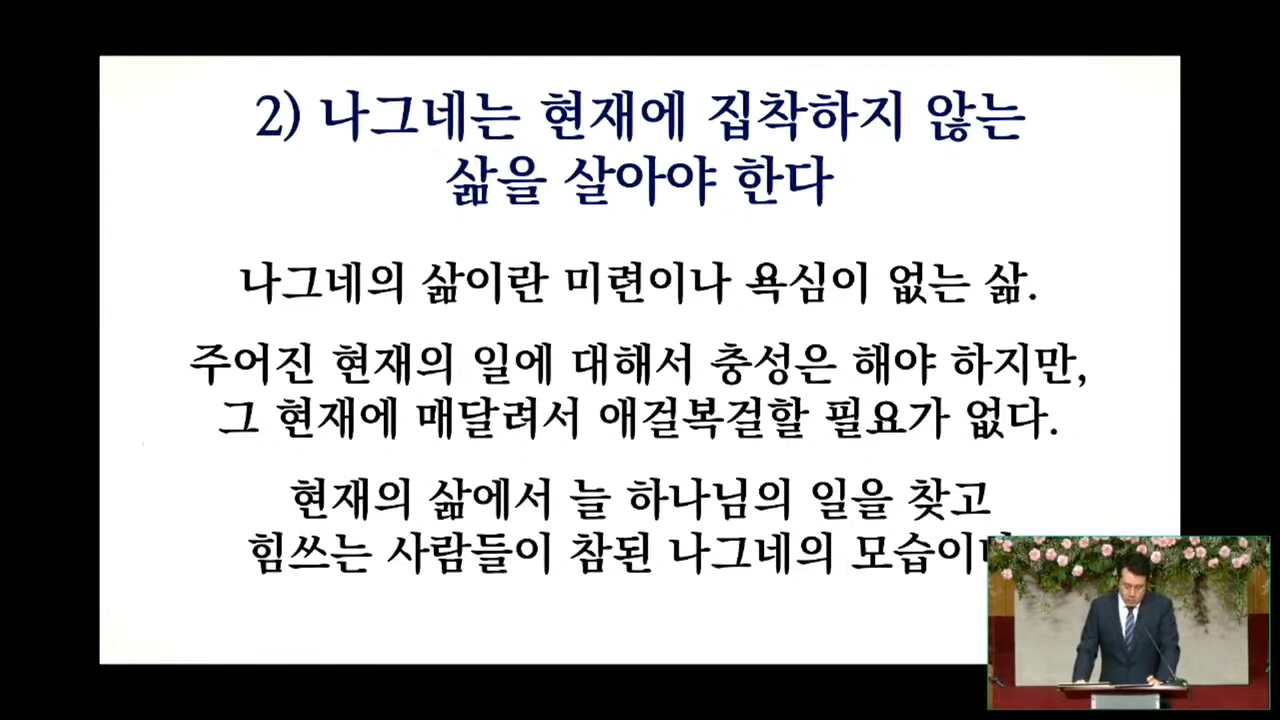 2) 나그네는 현재에 집착하지 않는
삶을 살아야 한다
나그네의 삶이란 미련이나 욕심이 없는 삶.
주어진 현재의 일에 대해서 충성은 해야 하지만,
그 현재에 매달려서 애걸복걸할 필요가 없다.
현재의 삶에서 늘 하나님의 일을 찾고
힘쓰는 사람들이 참된 나그네의